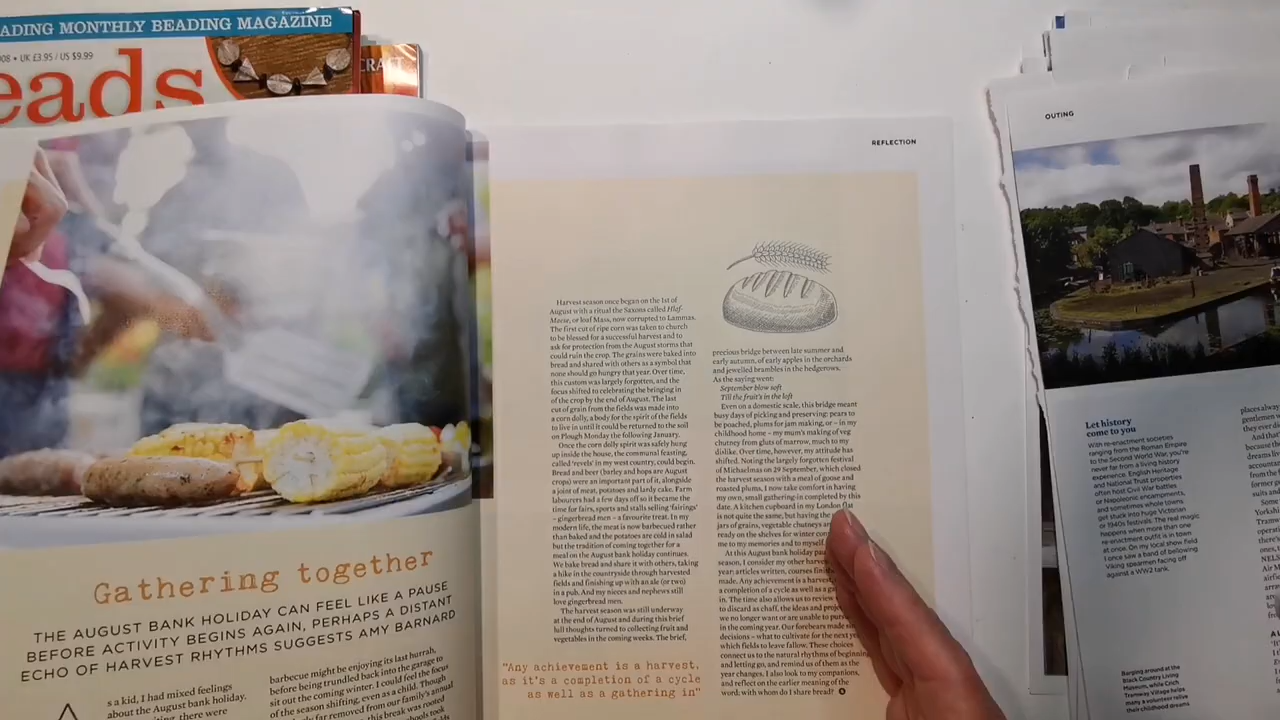 ADING MONTHLY BEADING MAGAZINE
08 • UK £3.95 / US $9.99
eads
CRAFT
Gathering together
THE AUGUST BANK HOLIDAY CAN FEEL LIKE A PAUSE
BEFORE ACTIVITY BEGINS AGAIN, PERHAPS A DISTANT
ECHO OF HARVEST RHYTHMS SUGGESTS AMY BARNARD
s a kid, I had mixed feelings
about the August bank holiday.
there were
barbecue might be enjoying its last hurrah,
before being trundled back into the garage to
sit out the coming winter. I could feel the focus
of the season shifting, even as a child. Though
far removed from our family's annual
this break was rooted
REFLECTION
Harvest season once began on the 1st of
August with a ritual the Saxons called Hlaf-
Maesse, or loaf Mass, now corrupted to Lammas.
The first cut of ripe corn was taken to church
to be blessed for a successful harvest and to
ask for protection from the August storms that
could ruin the crop. The grains were baked into
bread and shared with others as a symbol that
none should go hungry that year. Over time,
this custom was largely forgotten, and the
focus shifted to celebrating the bringing in
of the crop by the end of August. The last
cut of grain from the fields was made into
a corn dolly, a body for the spirit of the fields
to live in until it could be returned to the soil
on Plough Monday the following January.
Once the corn dolly spirit was safely hung
up inside the house, the communal feasting,
called 'revels' in my west country, could begin.
Bread and beer (barley and hops are August
crops) were an important part of it, alongside
a joint of meat, potatoes and lardy cake. Farm
labourers had a few days off so it became the
time for fairs, sports and stalls selling 'fairings'
– gingerbread men – a favourite treat. In my
modern life, the meat is now barbecued rather
than baked and the potatoes are cold in salad
but the tradition of coming together for a
meal on the August bank holiday continues.
We bake bread and share it with others, taking
a hike in the countryside through harvested
fields and finishing up with an ale (or two)
in a pub. And my nieces and nephews still
love gingerbread men.
The harvest season was still underway
at the end of August and during this brief
lull thoughts turned to collecting fruit and
vegetables in the coming weeks. The brief,
"Any achievement is a harvest,
as it's a completion of a cycle
as well as a gathering in"
precious bridge between late summer and
early autumn, of early apples in the orchards
and jewelled brambles in the hedgerows.
As the saying went:
September blow soft
Till the fruit's in the loft
Even on a domestic scale, this bridge meant
busy days of picking and preserving: pears to
be poached, plums for jam making, or – in my
childhood home – my mum's making of veg
chutney from gluts of marrow, much to my
dislike. Over time, however, my attitude has
shifted. Noting the largely forgotten festival
of Michaelmas on 29 September, which closed
the harvest season with a meal of goose and
roasted plums, I now take comfort in having
my own, small gathering-in completed by this
date. A kitchen cupboard in my London flat
is not quite the same, but having the
jars of grains, vegetable chutneys
ready on the shelves for winter
me to my memories and to myself.
At this August bank holiday
season, I consider my other
year: articles written, courses
made. Any achievement is a harvest,
a completion of a cycle as well as a
in. The time also allows us to review
to discard as chaff, the ideas and
we no longer want or are unable to
in the coming year. Our forebears made
decisions – what to cultivate for the next
which fields to leave fallow. These choices
connect us to the natural rhythms of beginning
and letting go, and remind us of them as the
year changes. I also look to my companions,
and reflect on the earlier meaning of the
word; with whom do I share bread?
OUTING
Let history
come to you
With re-enactment societies
ranging from the Roman Empire
to the Second World War, you're
never far from a living history
experience. English Heritage
and National Trust properties
often host Civil War battles
or Napoleonic encampments,
and sometimes whole towns
get stuck into huge Victorian
or 1940s festivals. The real magic
happens when more than one
re-enactment outfit is in town
at once. On my local show field
I once saw a band of bellowing
Viking spearmen facing off
against a WW2 tank.
Barging around at the
Black Country Living
Museum, while Crich
Tramway Village helps
many a volunteer relive
their childhood dreams